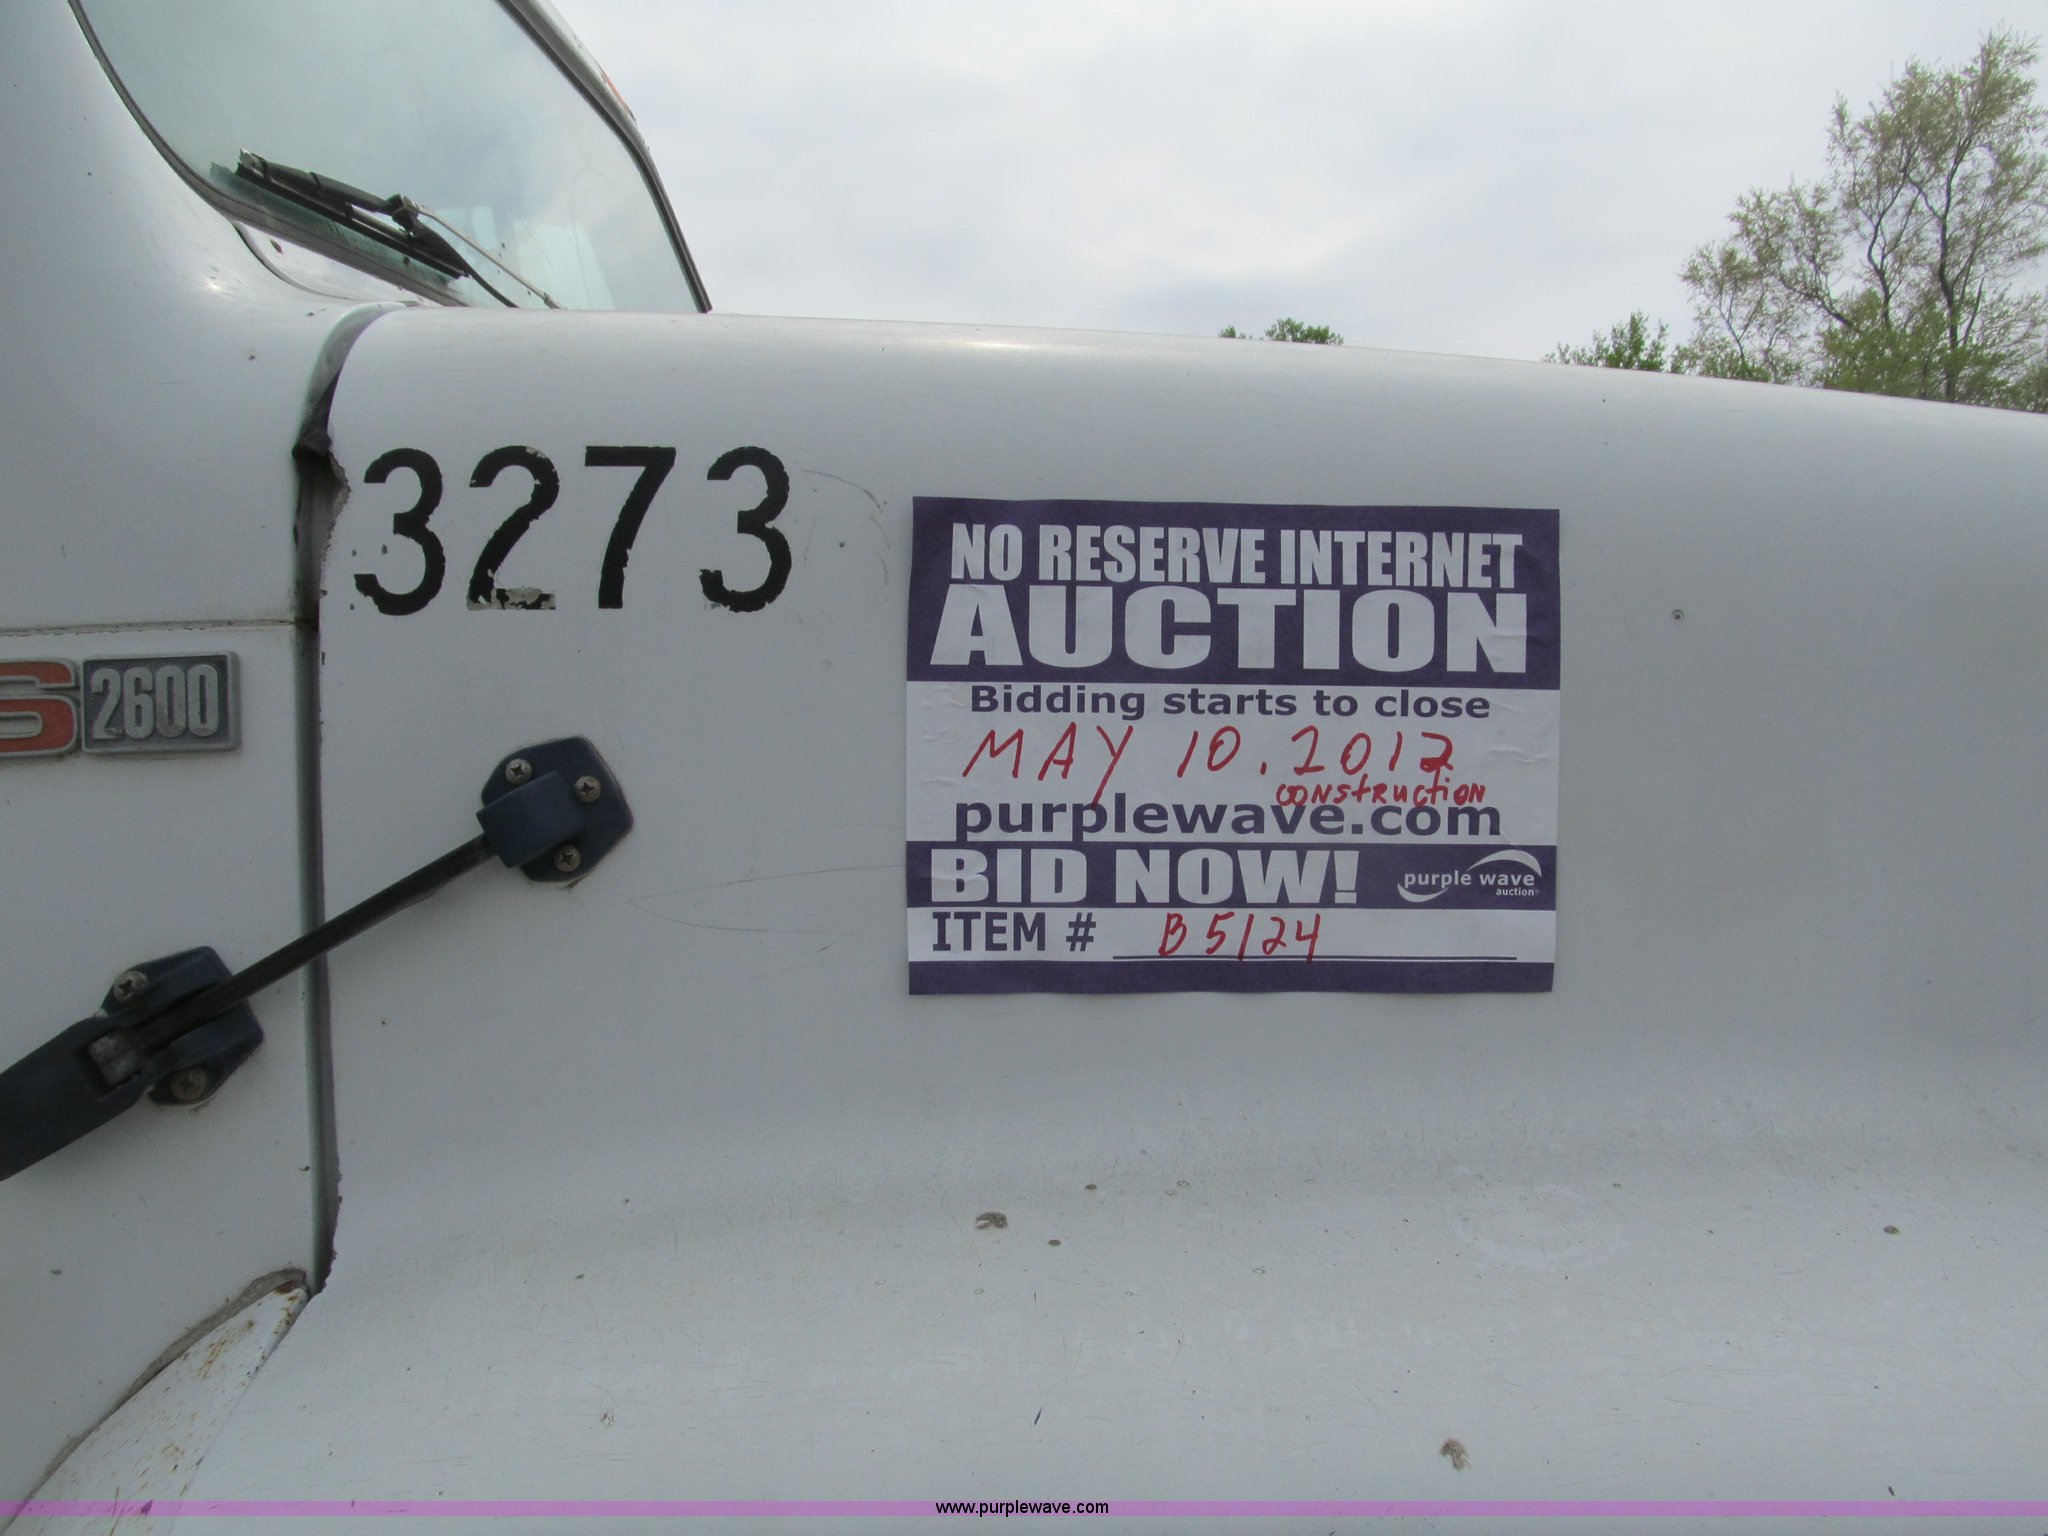 3273
S 2600
NO RESERVE INTERNET
AUCTION
Bidding starts to close
MAY 10, 2012
CONSTRUCTION
purplewave.com
BID NOW!
purple wave
auction
ITEM # B5124
www.purplewave.com